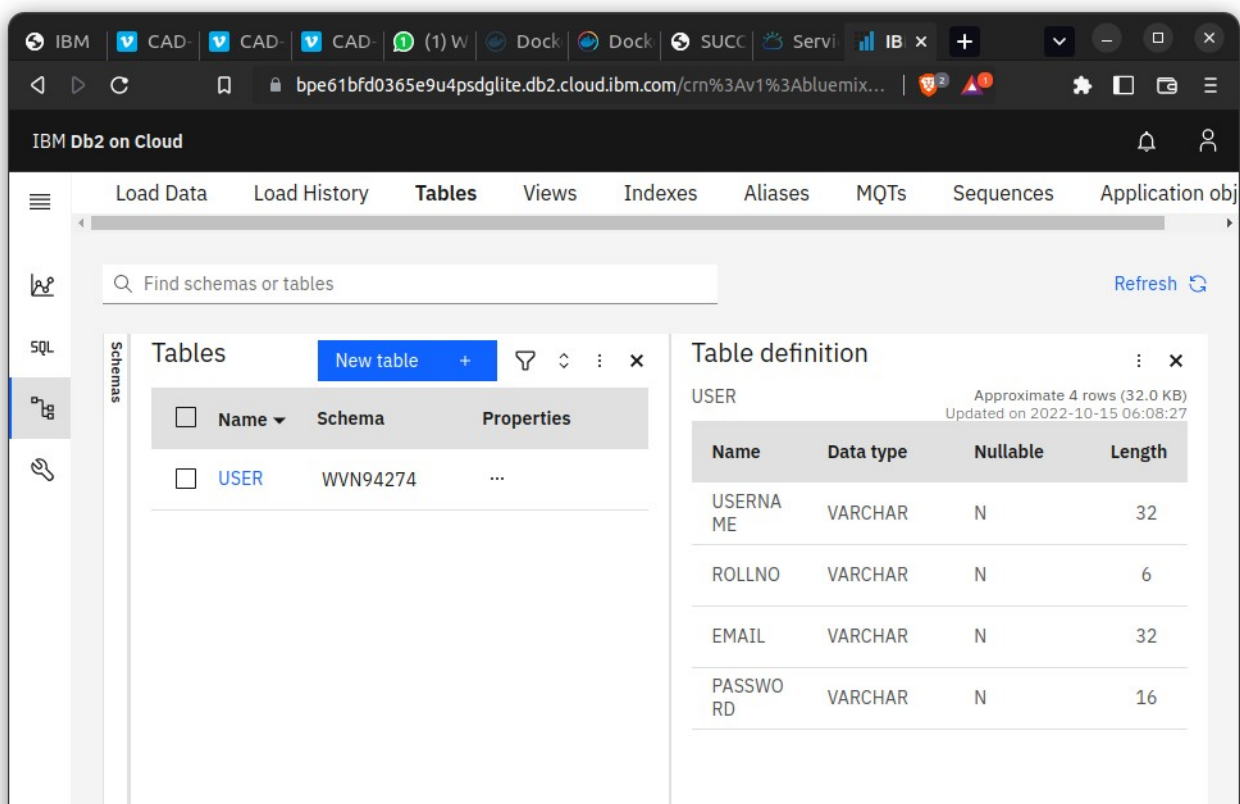 IBM CAD- CAD- CAD- (1) W Dock Dock SUCC Servi IB
bpe61bfd0365e9u4psdglite.db2.cloud.ibm.com/crn%3Av1%3Abluemix... 2 1
IBM Db2 on Cloud
Load Data Load History Tables Views Indexes Aliases MQTs Sequences Application obj
Find schemas or tables
Refresh
SQL
Schemas
Tables
New table +
Name Schema Properties
USER WVN94274 ...
Table definition
USER
Approximate 4 rows (32.0 KB)
Updated on 2022-10-15 06:08:27
Name Data type Nullable Length
USERNA
ME VARCHAR N 32
ROLLNO VARCHAR N 6
EMAIL VARCHAR N 32
PASSWO
RD VARCHAR N 16